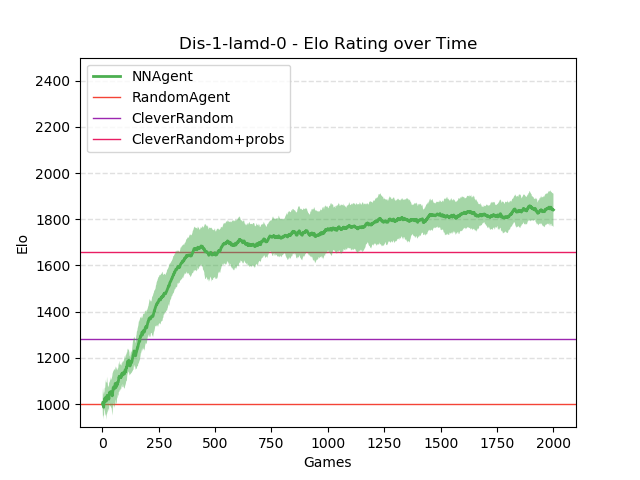 Dis-1-lamd-0 - Elo Rating over Time
NNAgent
RandomAgent
CleverRandom
CleverRandom+probs
2400
2200
2000
1800
1600
1400
1200
1000
Elo
0 250 500 750 1000 1250 1500 1750 2000
Games